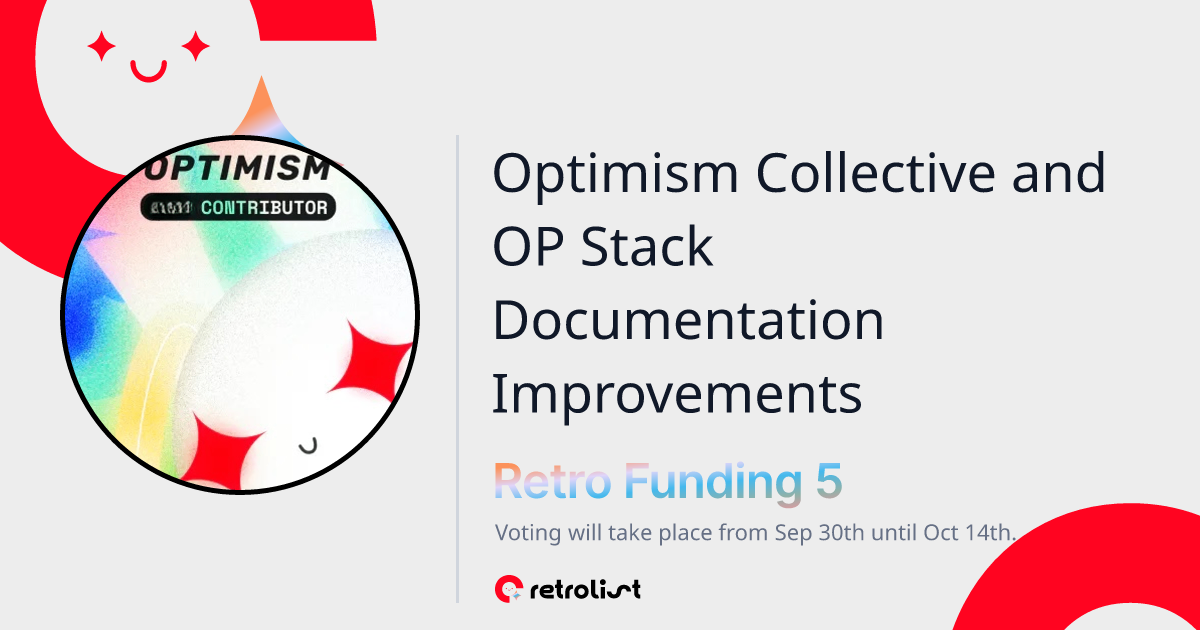 OPTIMISM
CONTRIBUTOR
Optimism Collective and
OP Stack
Documentation
Improvements
Retro Funding 5
Voting will take place from Sep 30th until Oct 14th.
retrolist